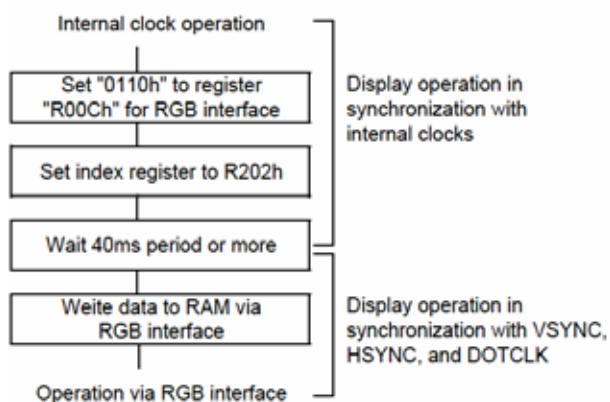 Internal clock operation
Set "0110h" to register
"R00Ch" for RGB interface
Set index register to R202h
Wait 40ms period or more
Weite data to RAM via
RGB interface
Operation via RGB interface
Display operation in
synchronization with
internal clocks
Display operation in
synchronization with VSYNC,
HSYNC, and DOTCLK